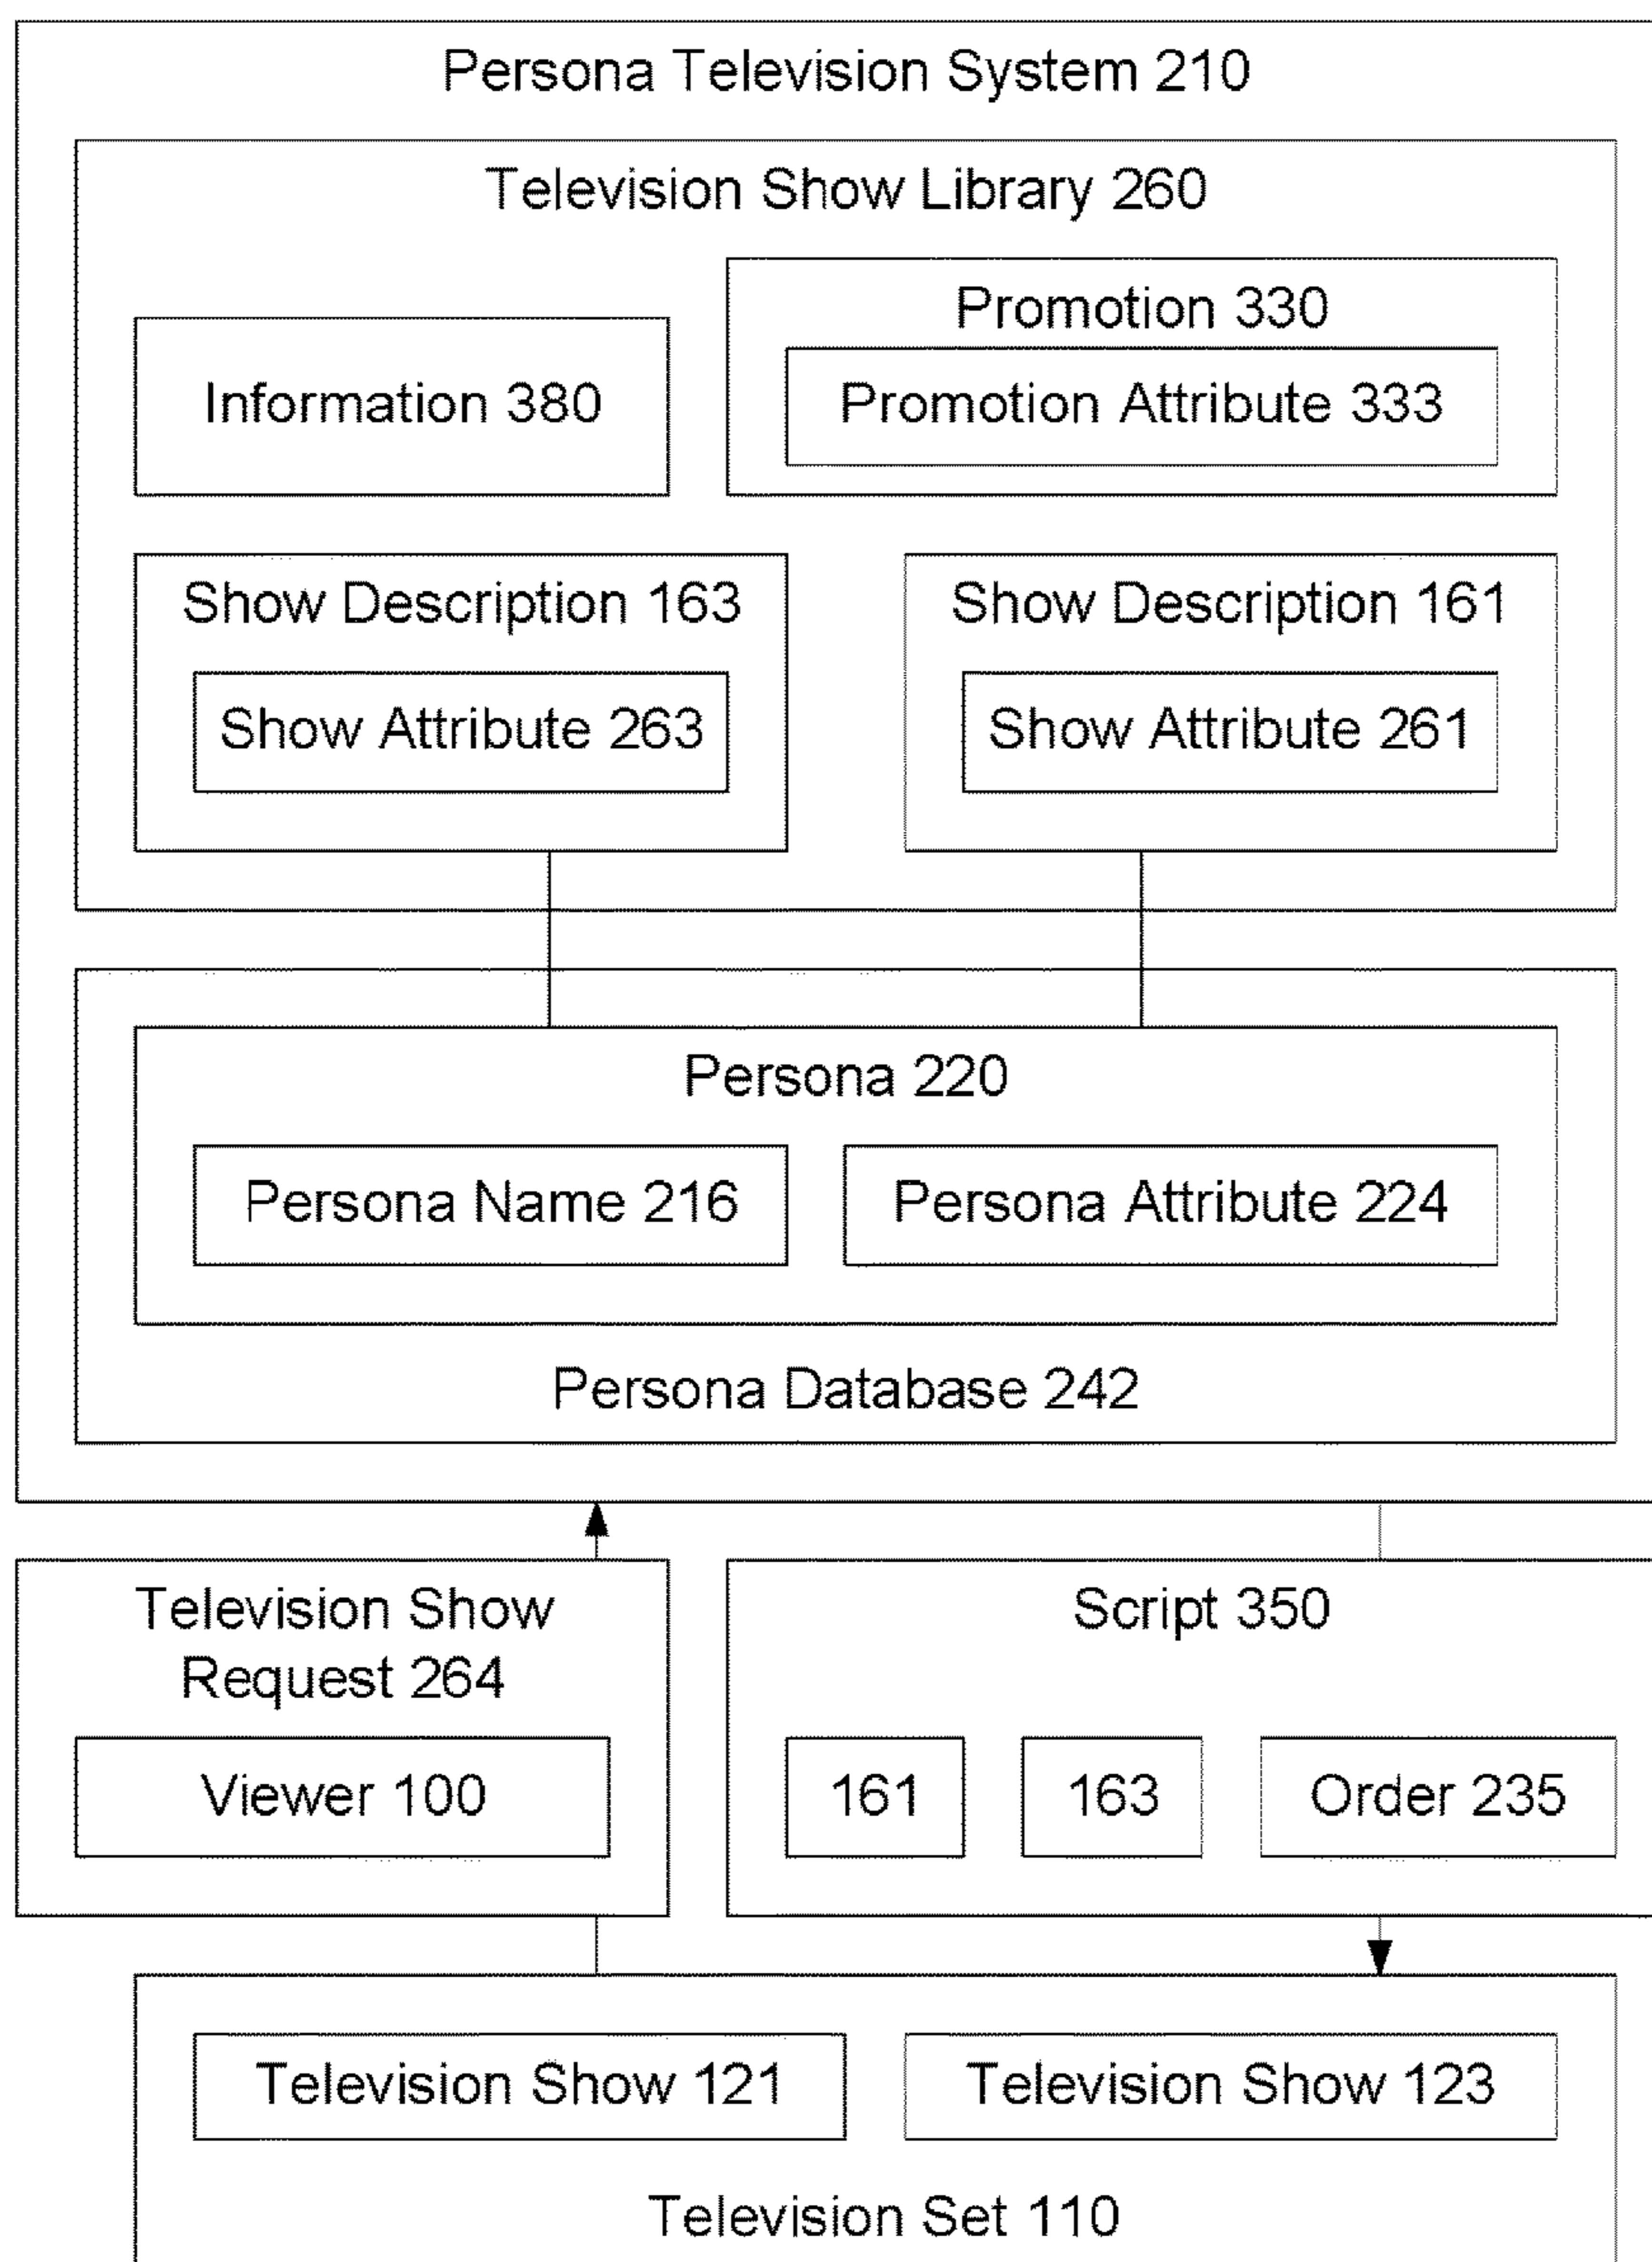 Persona Television System 210
Television Show Library 260
Promotion 330
Information 380
Promotion Attribute 333
Show Description 163
Show Description 161
Show Attribute 263
Show Attribute 261
Persona 220
Persona Name 216
Persona Attribute 224
Persona Database 242
Television Show
Request 264
Viewer 100
Script 350
161
163
Order 235
Television Show 121
Television Show 123
Television Set 110